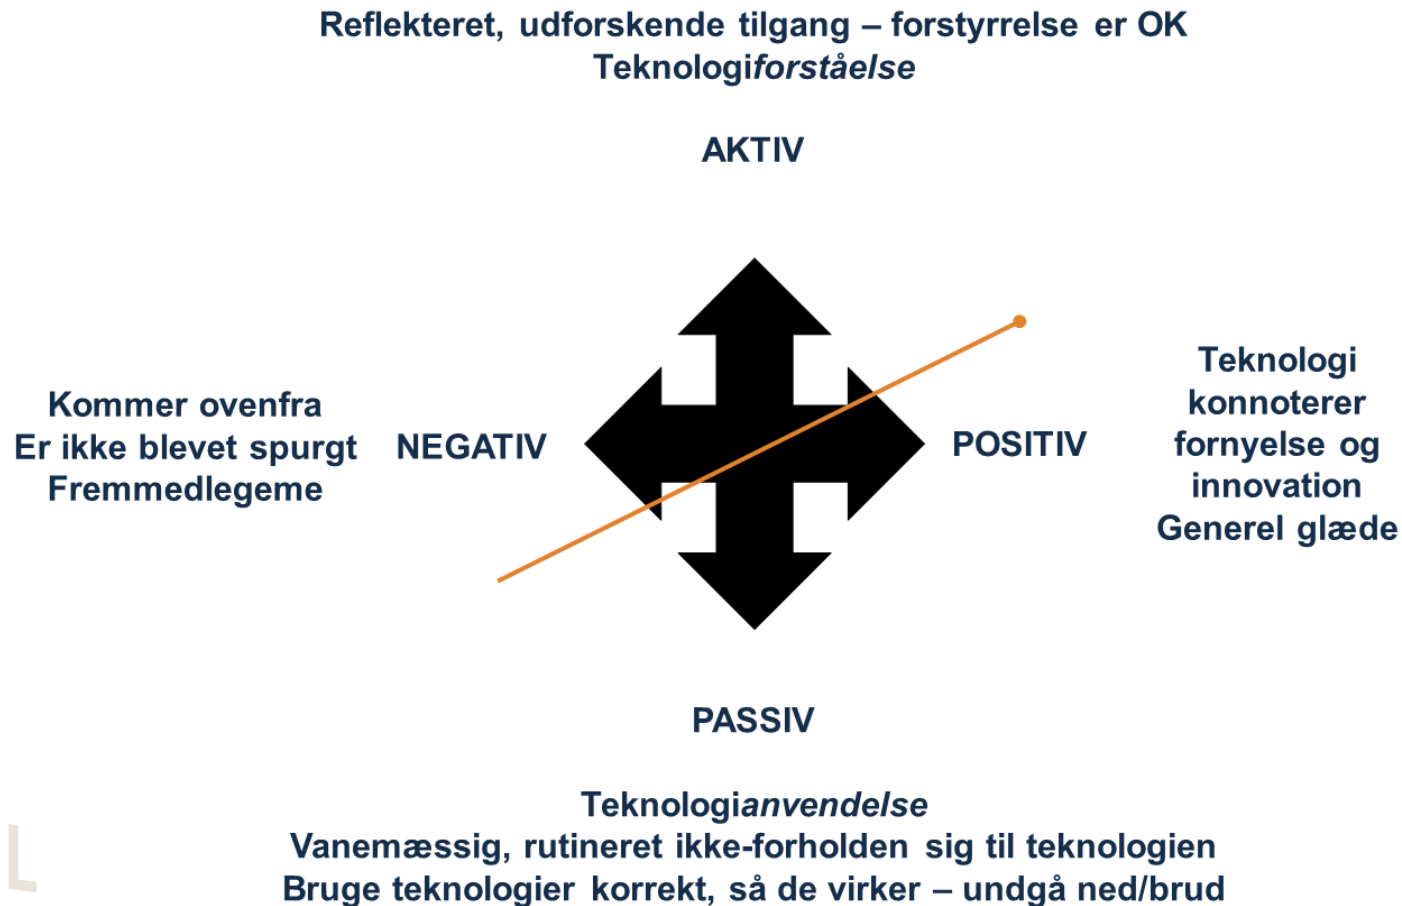 Reflekteret, udforskende tilgang – forstyrrelse er OK
Teknologiforståelse
AKTIV
Kommer ovenfra
Er ikke blevet spurgt
Fremmedlegeme
NEGATIV
POSITIV
Teknologi
konnoterer
fornyelse og
innovation
Generel glæde
PASSIV
Teknologianvendelse
Vanemæssig, rutineret ikke-forholden sig til teknologien
Bruge teknologier korrekt, så de virker – undgå ned/brud
L